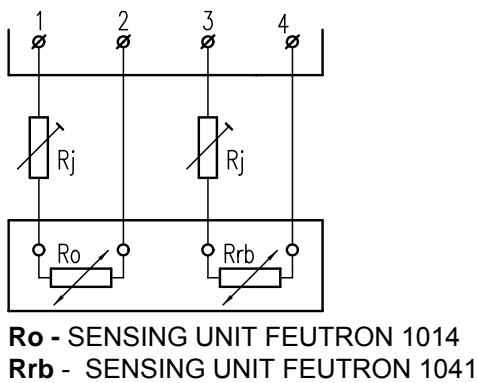 1 2 3 4
Rj Rj
Ro Rrb
Ro - SENSING UNIT FEUTRON 1014
Rrb - SENSING UNIT FEUTRON 1041